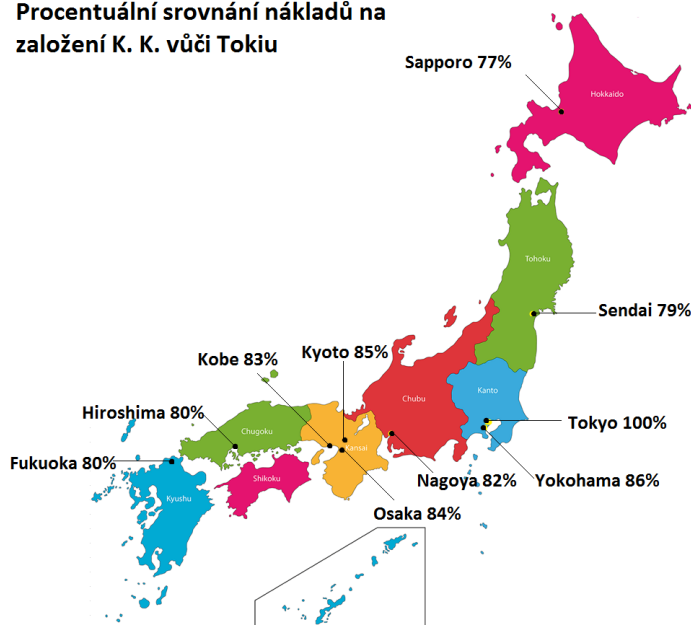 Procentuální srovnání nákladů na
založení K. K. vůči Tokiu
Sapporo 77%
Hokkaido
Tohoku
Sendai 79%
Kyoto 85%
Kobe 83%
Chubu
Kanto
Hiroshima 80%
Chugoku
Tokyo 100%
Kansai
Fukuoka 80%
Shikoku
Nagoya 82%
Yokohama 86%
Kyushu
Osaka 84%